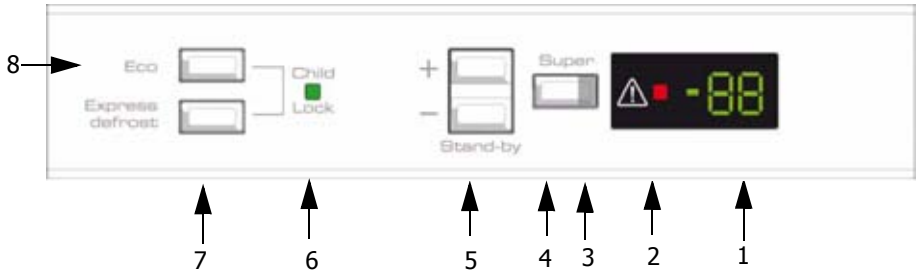 8
Eco
Express
defrost
Child
Lock
+
−
Stand-by
Super
-88
7
6
5
4
3
2
1